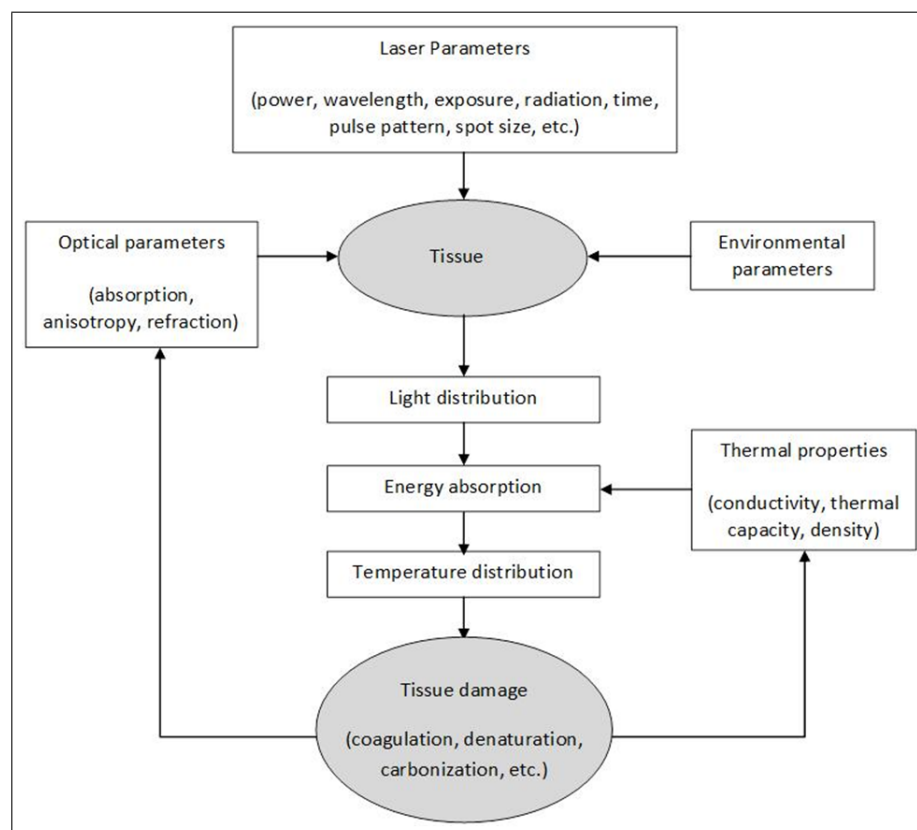 Laser Parameters
(power, wavelength, exposure, radiation, time,
pulse pattern, spot size, etc.)
Optical parameters
(absorption,
anisotropy, refraction)
Tissue
Environmental
parameters
Light distribution
Energy absorption
Thermal properties
(conductivity, thermal
capacity, density)
Temperature distribution
Tissue damage
(coagulation, denaturation,
carbonization, etc.)